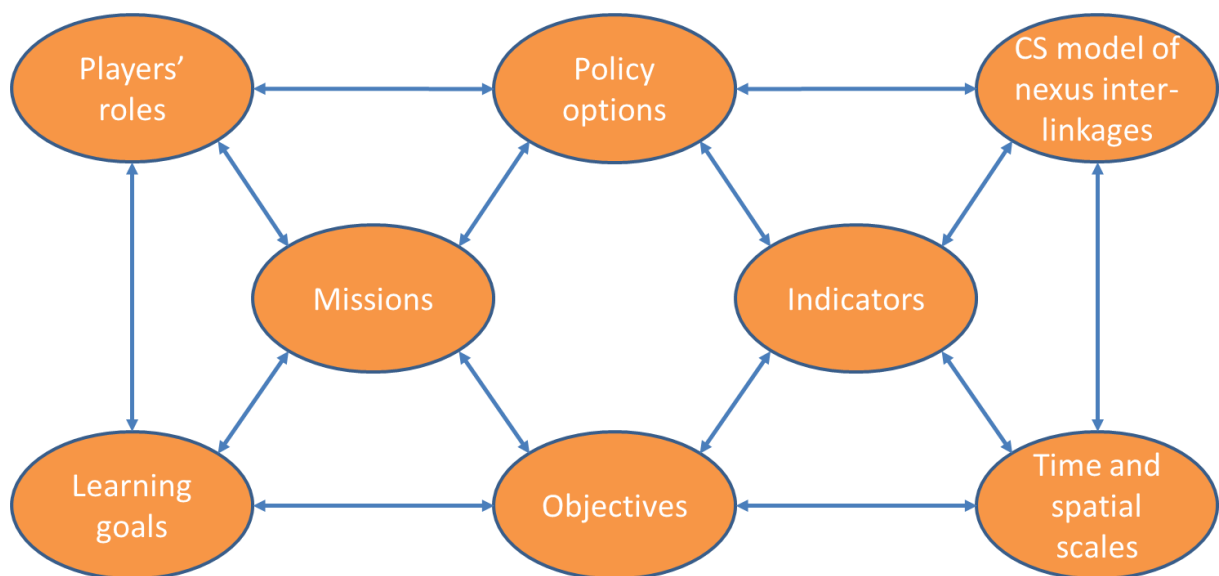 Players’
roles
Policy
options
CS model of
nexus inter-
linkages
Missions
Indicators
Learning
goals
Objectives
Time and
spatial
scales